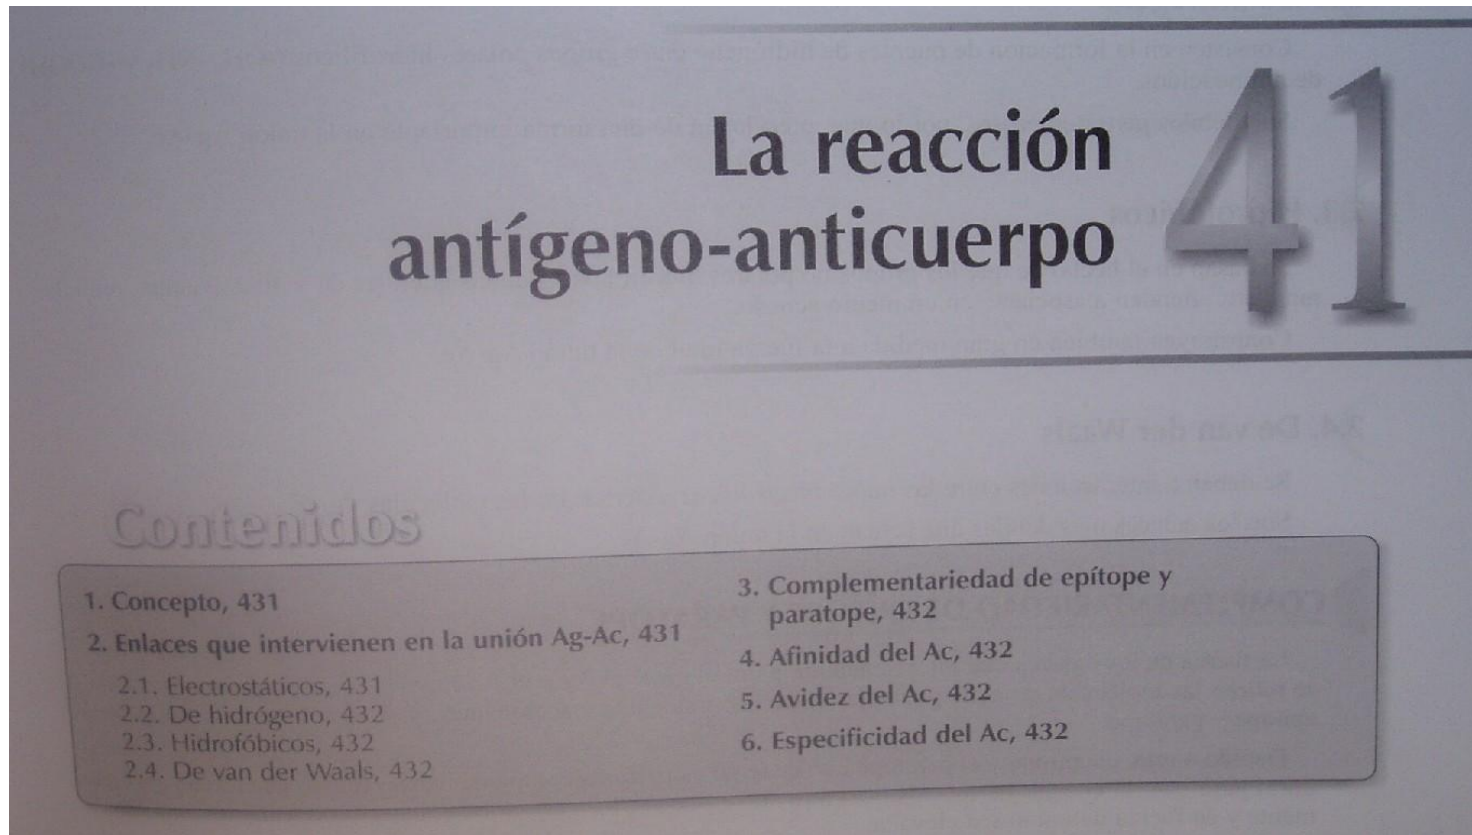 La reacción
antígeno-anticuerpo
41
Contenidos
1. Concepto, 431
2. Enlaces que intervienen en la unión Ag-Ac, 431
2.1. Electrostáticos, 431
2.2. De hidrógeno, 432
2.3. Hidrofóbicos, 432
2.4. De van der Waals, 432
3. Complementariedad de epítope y
paratope, 432
4. Afinidad del Ac, 432
5. Avidez del Ac, 432
6. Especificidad del Ac, 432